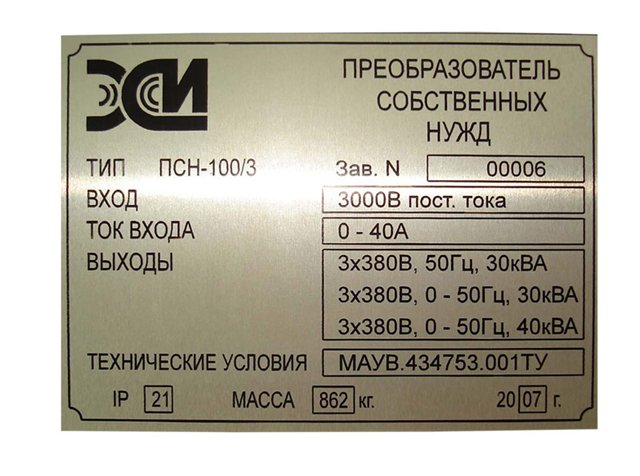 ЭСИ
ПРЕОБРАЗОВАТЕЛЬ
СОБСТВЕННЫХ
НУЖД
ТИП ПСН-100/3 Зав. N 00006
ВХОД 3000В пост. тока
ТОК ВХОДА 0 - 40А
ВЫХОДЫ 3х380В, 50Гц, 30кВА
3х380В, 0 - 50Гц, 30кВА
3х380В, 0 - 50Гц, 40кВА
ТЕХНИЧЕСКИЕ УСЛОВИЯ МАУВ.434753.001ТУ
IP 21 МАССА 862 кг. 20 07 г.